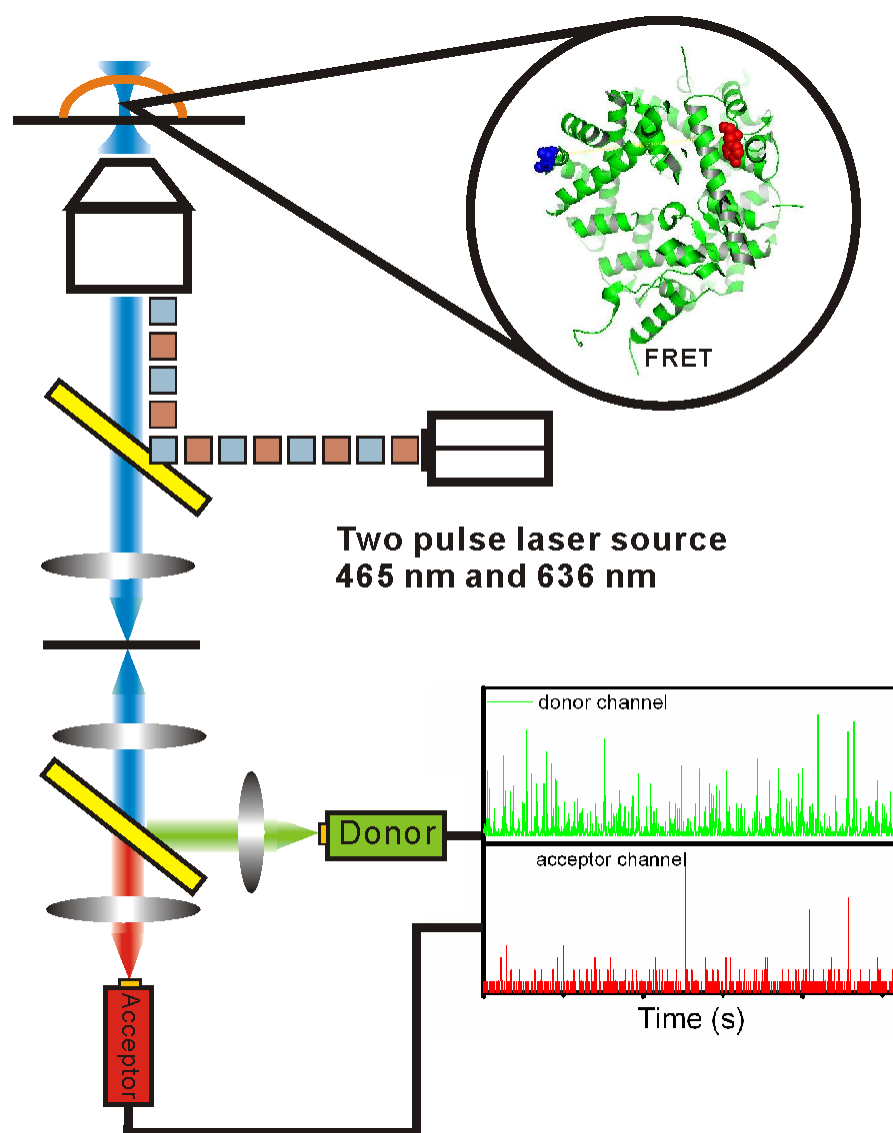 FRET
Two pulse laser source
465 nm and 636 nm
donor channel
Donor
acceptor channel
Acceptor
Time (s)